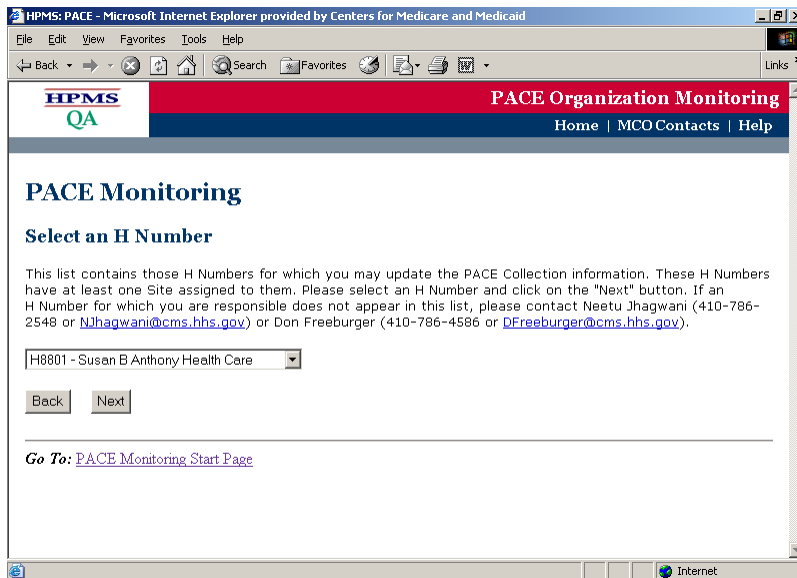 HPMS: PACE - Microsoft Internet Explorer provided by Centers for Medicare and Medicaid
File Edit View Favorites Tools Help
Back Search Favorites Links
HPMS
QA
PACE Organization Monitoring
Home | MCO Contacts | Help
PACE Monitoring
Select an H Number
This list contains those H Numbers for which you may update the PACE Collection information. These H Numbers
have at least one Site assigned to them. Please select an H Number and click on the "Next" button. If an
H Number for which you are responsible does not appear in this list, please contact Neetu Jhagwani (410-786-
2548 or NJhagwani@cms.hhs.gov) or Don Freeburger (410-786-4586 or DFreeburger@cms.hhs.gov).
H8801 - Susan B Anthony Health Care
Back Next
Go To: PACE Monitoring Start Page
Internet